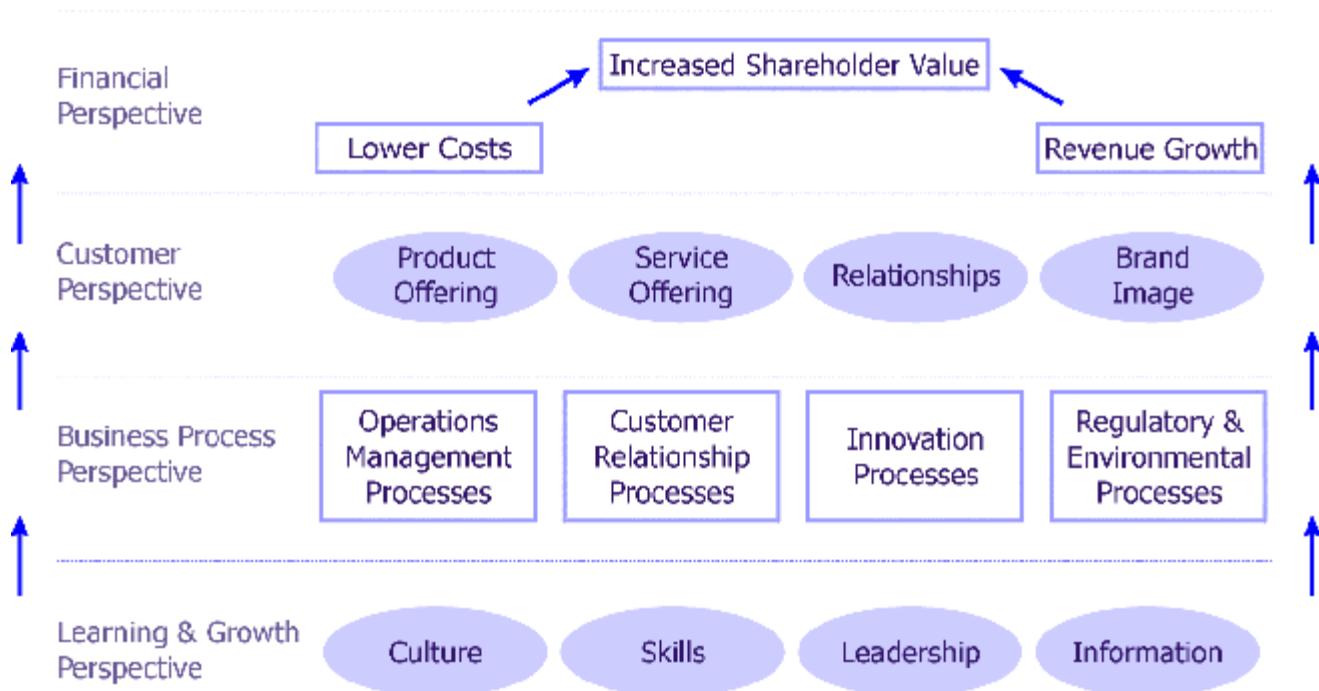 Financial
Perspective
Increased Shareholder Value
Lower Costs
Revenue Growth
Customer
Perspective
Product
Offering
Service
Offering
Relationships
Brand
Image
Business Process
Perspective
Operations
Management
Processes
Customer
Relationship
Processes
Innovation
Processes
Regulatory &
Environmental
Processes
Learning & Growth
Perspective
Culture
Skills
Leadership
Information